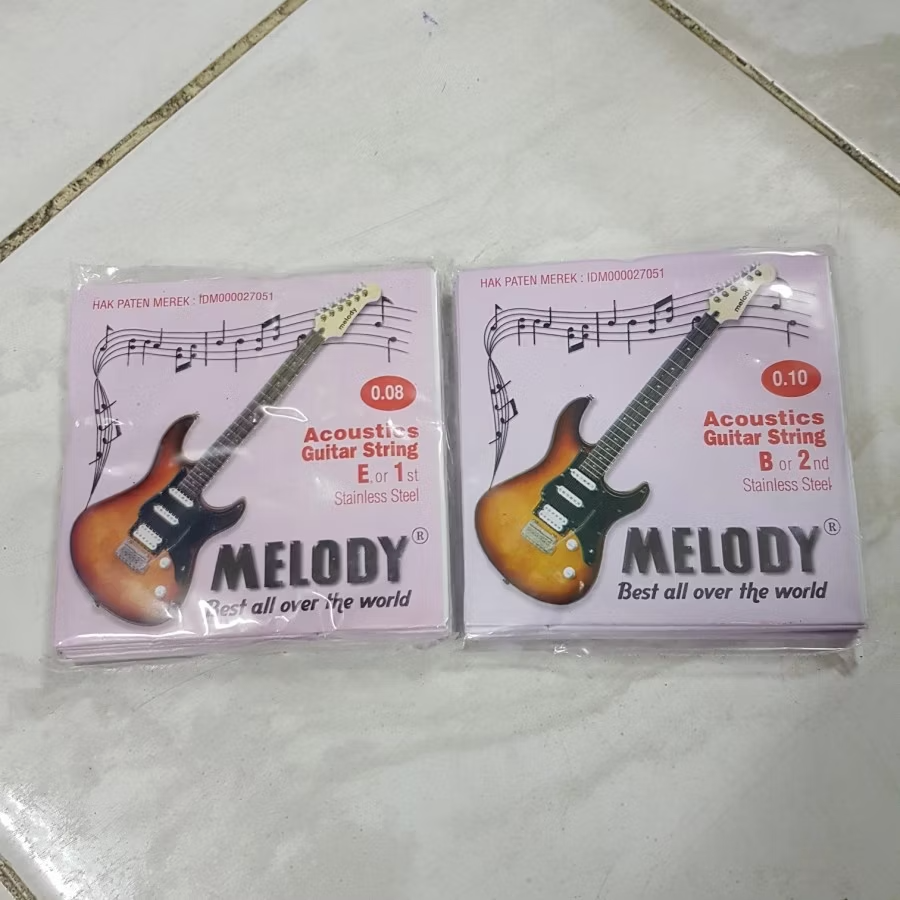 HAK PATEN MEREK : IDM000027051
melody
0.08
Acoustics
Guitar String
E. or 1st
Stainless Steel
MELODY®
Best all over the world
HAK PATEN MEREK : IDM000027051
melody
0.10
Acoustics
Guitar String
B or 2nd
Stainless Steel
MELODY®
Best all over the world